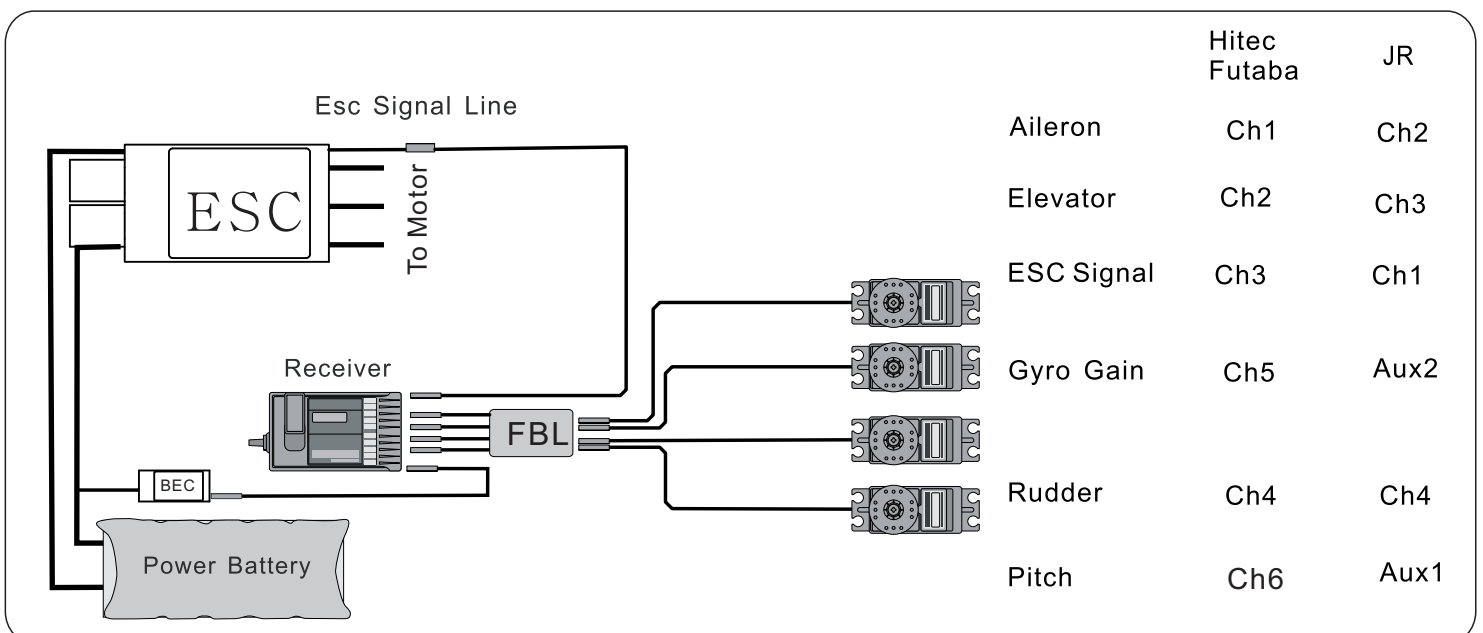 Esc Signal Line
ESC
To Motor
Receiver
FBL
BEC
Power Battery
Hitec
Futaba
JR
Aileron Ch1 Ch2
Elevator Ch2 Ch3
ESC Signal Ch3 Ch1
Gyro Gain Ch5 Aux2
Rudder Ch4 Ch4
Pitch Ch6 Aux1